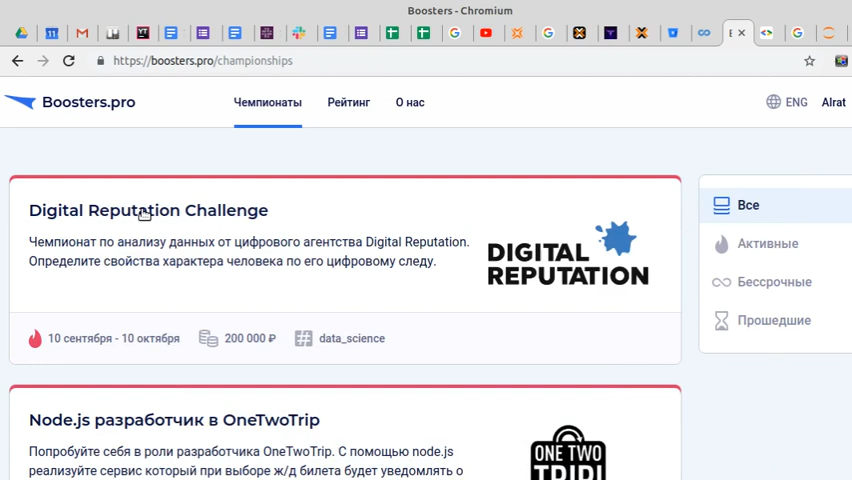 Boosters - Chromium
https://boosters.pro/championships
Boosters.pro
Чемпионаты
Рейтинг
О нас
ENG
Alrat
Digital Reputation Challenge
Чемпионат по анализу данных от цифрового агентства Digital Reputation.
Определите свойства характера человека по его цифровому следу.
DIGITAL
REPUTATION
10 сентября - 10 октября
200 000 ₽
data_science
Все
Активные
Бессрочные
Прошедшие
Node.js разработчик в OneTwoTrip
Попробуйте себя в роли разработчика OneTwoTrip. С помощью node.js
реализуйте сервис который при выборе ж/д билета будет уведомлять о
ONE TWO
TRIP!